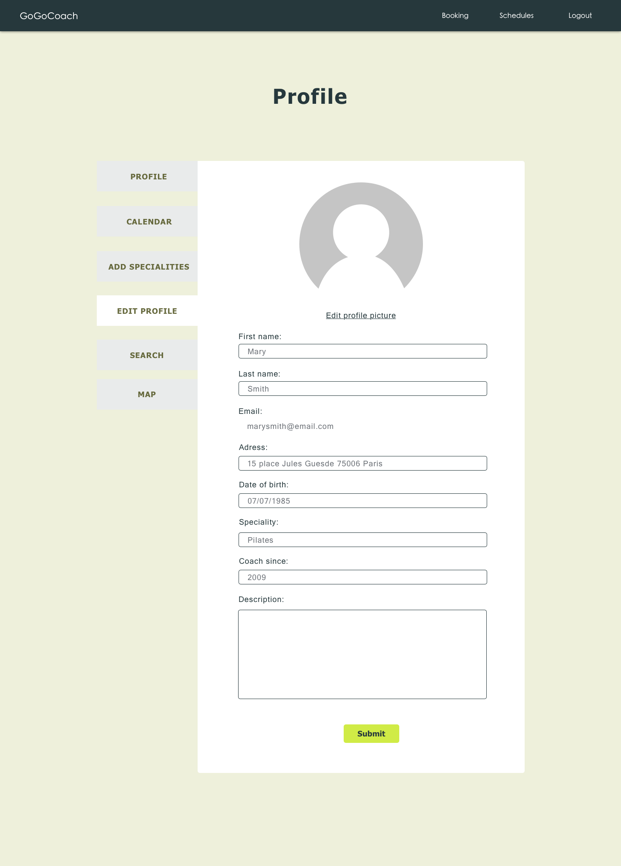 GoGoCoach
Booking
Schedules
Logout
Profile
PROFILE
CALENDAR
ADD SPECIALITIES
EDIT PROFILE
SEARCH
MAP
Edit profile picture
First name:
Mary
Last name:
Smith
Email:
marysmith@email.com
Adress:
15 place Jules Guesde 75006 Paris
Date of birth:
07/07/1985
Speciality:
Pilates
Coach since:
2009
Description:
Submit